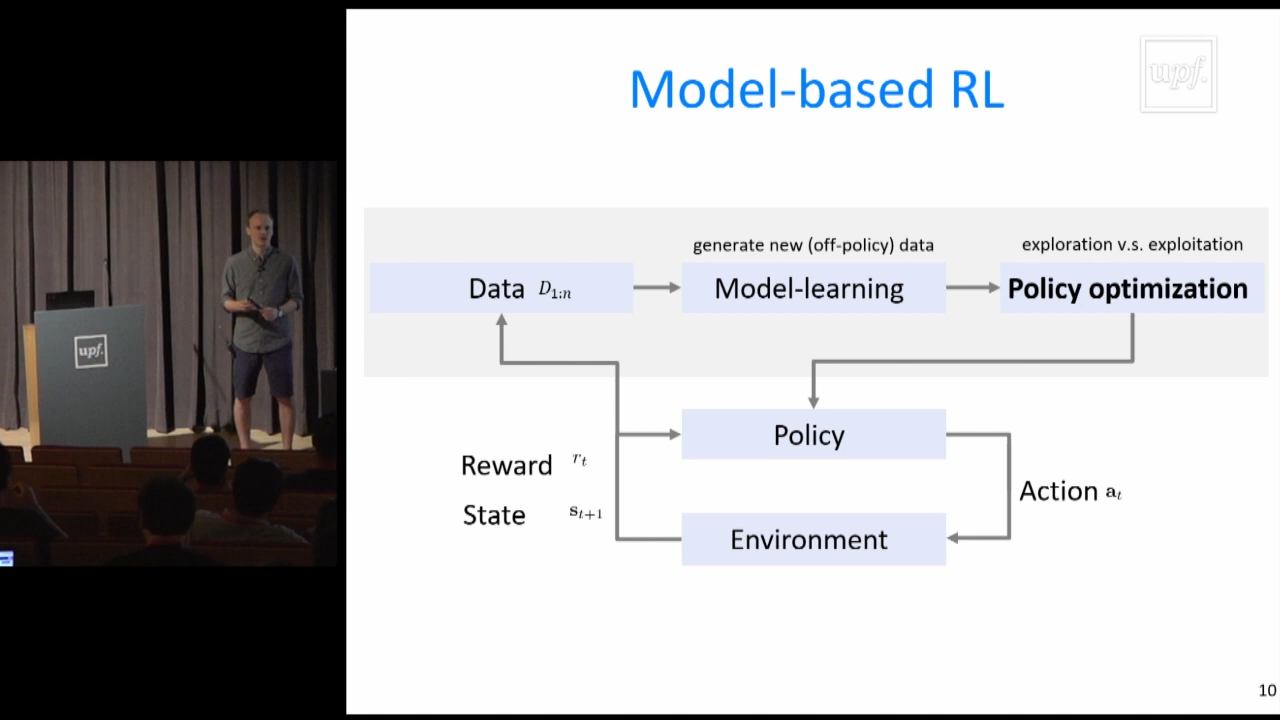 Model-based RL
upf.
generate new (off-policy) data
exploration v.s. exploitation
Data D1:n
Model-learning
Policy optimization
upf.
Policy
Reward rt
Action at
State st+1
Environment
10